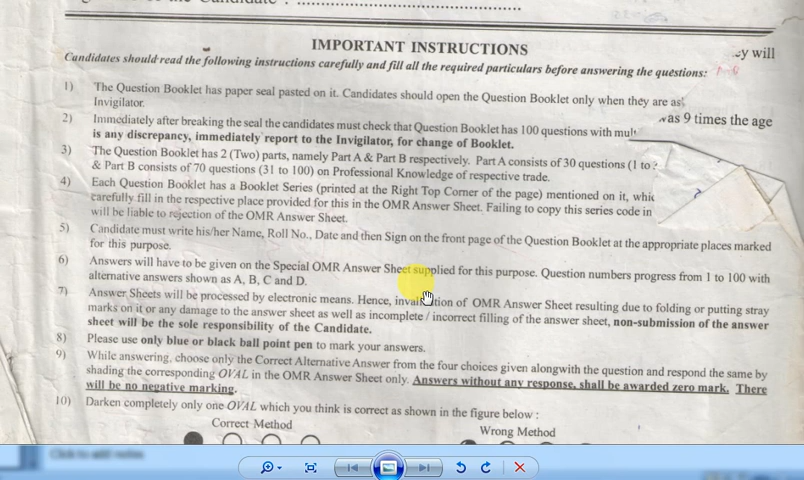 IMPORTANT INSTRUCTIONS
ey will
Candidates should read the following instructions carefully and fill all the required particulars before answering the questions:
1) The Question Booklet has paper seal pasted on it. Candidates should open the Question Booklet only when they are as
Invigilator.
was 9 times the age
2) Immediately after breaking the seal the candidates must check that Question Booklet has 100 questions with mult
is any discrepancy, immediately report to the Invigilator, for change of Booklet.
3) The Question Booklet has 2 (Two) parts, namely Part A & Part B respectively. Part A consists of 30 questions (1 to
& Part B consists of 70 questions (31 to 100) on Professional Knowledge of respective trade.
4) Each Question Booklet has a Booklet Series (printed at the Right Top Corner of the page) mentioned on it, whic
carefully fill in the respective place provided for this in the OMR Answer Sheet. Failing to copy this series code in
will be liable to rejection of the OMR Answer Sheet.
5) Candidate must write his/her Name, Roll No., Date and then Sign on the front page of the Question Booklet at the appropriate places marked
for this purpose.
6) Answers will have to be given on the Special OMR Answer Sheet supplied for this purpose. Question numbers progress from 1 to 100 with
alternative answers shown as A, B, C and D.
7) Answer Sheets will be processed by electronic means. Hence, invalidation of OMR Answer Sheet resulting due to folding or putting stray
marks on it or any damage to the answer sheet as well as incomplete / incorrect filling of the answer sheet, non-submission of the answer
sheet will be the sole responsibility of the Candidate.
8) Please use only blue or black ball point pen to mark your answers.
9) While answering, choose only the Correct Alternative Answer from the four choices given alongwith the question and respond the same by
shading the corresponding OVAL in the OMR Answer Sheet only. Answers without any response, shall be awarded zero mark. There
will be no negative marking.
10) Darken completely only one OVAL which you think is correct as shown in the figure below :
Correct Method Wrong Method
Click to add notes